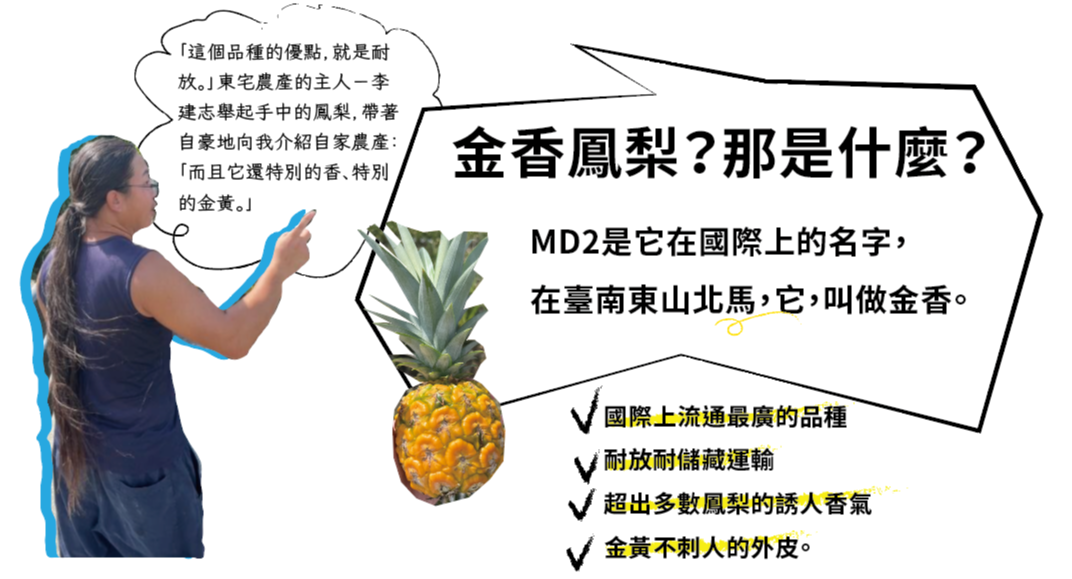 「這個品種的優點,就是耐
放。」東宅農產的主人－李
建志舉起手中的鳳梨,帶著
自豪地向我介紹自家農產：
「而且它還特別的香、特別
的金黃。」
金香鳳梨？那是什麼？
MD2是它在國際上的名字，
在臺南東山北馬，它，叫做金香。
國際上流通最廣的品種
耐放耐儲藏運輸
超出多數鳳梨的誘人香氣
金黃不刺人的外皮。